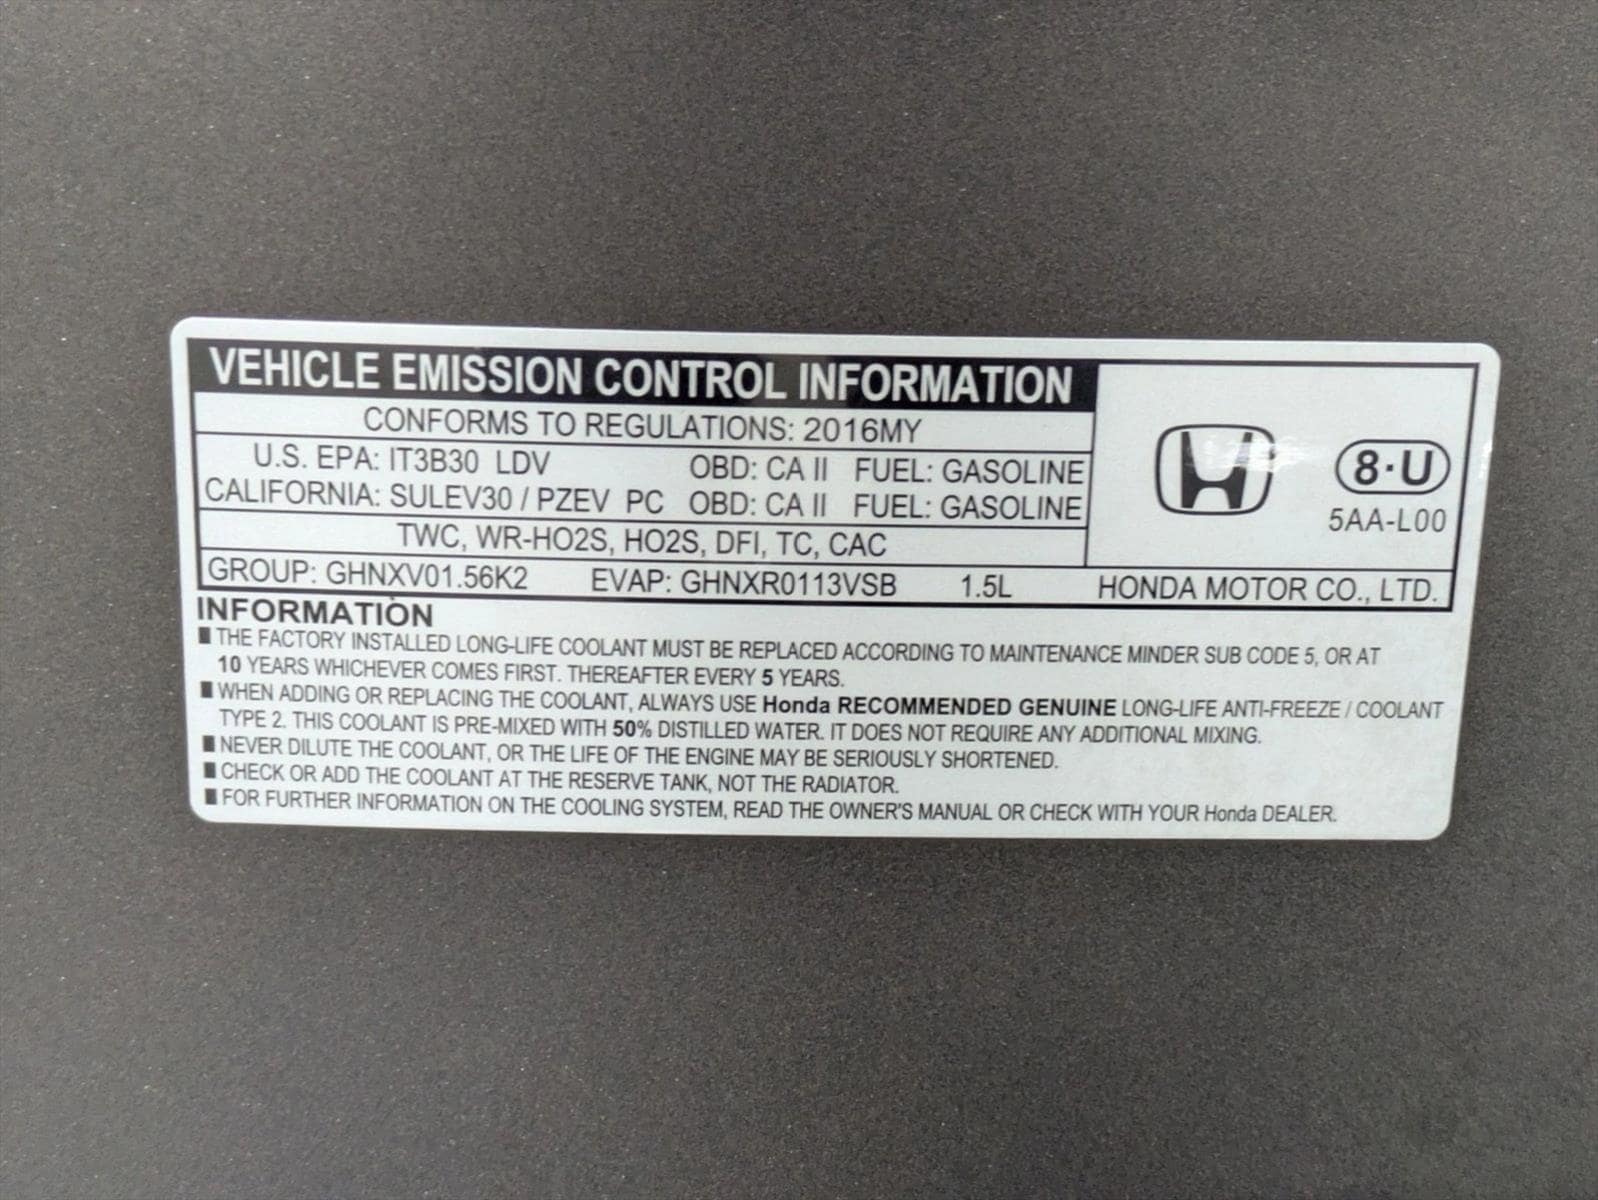 VEHICLE EMISSION CONTROL INFORMATION
CONFORMS TO REGULATIONS: 2016MY
U.S. EPA: IT3B30 LDV OBD: CA II FUEL: GASOLINE
CALIFORNIA: SULEV30 / PZEV PC OBD: CA II FUEL: GASOLINE
TWC, WR-HO2S, HO2S, DFI, TC, CAC
8·U
5AA-L00
GROUP: GHNXV01.56K2 EVAP: GHNXR0113VSB 1.5L HONDA MOTOR CO., LTD.
INFORMATION
■ THE FACTORY INSTALLED LONG-LIFE COOLANT MUST BE REPLACED ACCORDING TO MAINTENANCE MINDER SUB CODE 5, OR AT
10 YEARS WHICHEVER COMES FIRST. THEREAFTER EVERY 5 YEARS.
■ WHEN ADDING OR REPLACING THE COOLANT, ALWAYS USE Honda RECOMMENDED GENUINE LONG-LIFE ANTI-FREEZE / COOLANT
TYPE 2. THIS COOLANT IS PRE-MIXED WITH 50% DISTILLED WATER. IT DOES NOT REQUIRE ANY ADDITIONAL MIXING.
■ NEVER DILUTE THE COOLANT, OR THE LIFE OF THE ENGINE MAY BE SERIOUSLY SHORTENED.
■ CHECK OR ADD THE COOLANT AT THE RESERVE TANK, NOT THE RADIATOR.
■ FOR FURTHER INFORMATION ON THE COOLING SYSTEM, READ THE OWNER'S MANUAL OR CHECK WITH YOUR Honda DEALER.